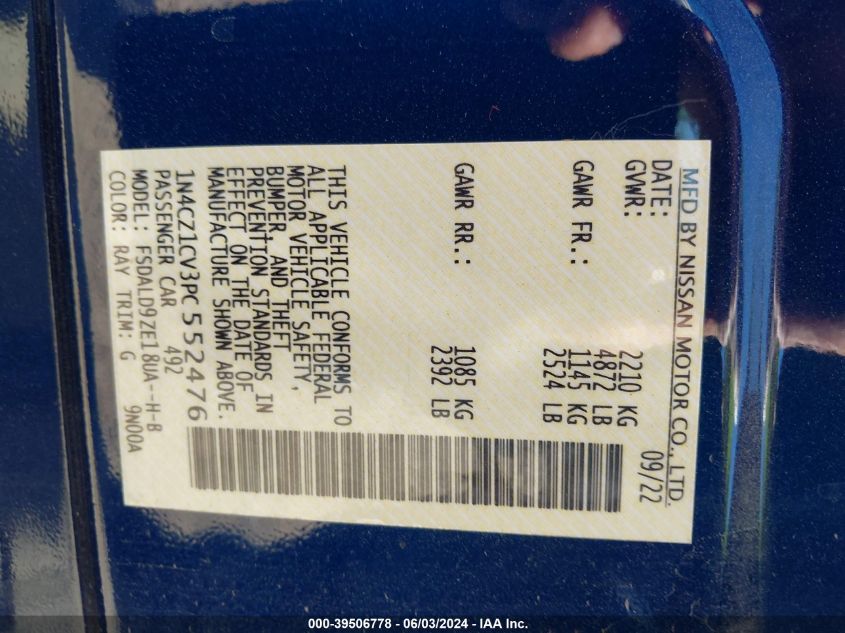 MFD BY NISSAN MOTOR CO., LTD.
DATE: 09/22
GVWR: 2210 KG
4872 LB
GAWR FR.: 1145 KG
2524 LB
GAWR RR.: 1085 KG
2392 LB
THIS VEHICLE CONFORMS TO
ALL APPLICABLE FEDERAL
MOTOR VEHICLE SAFETY,
BUMPER, AND THEFT
PREVENTION STANDARDS IN
EFFECT ON THE DATE OF
MANUFACTURE SHOWN ABOVE.
1N4CZ1CV3PC552476
PASSENGER CAR 492
MODEL: FSDALD9ZE18UA--H-8
COLOR: RAY TRIM: G 9N00A
000-39506778 - 06/03/2024 - IAA Inc.